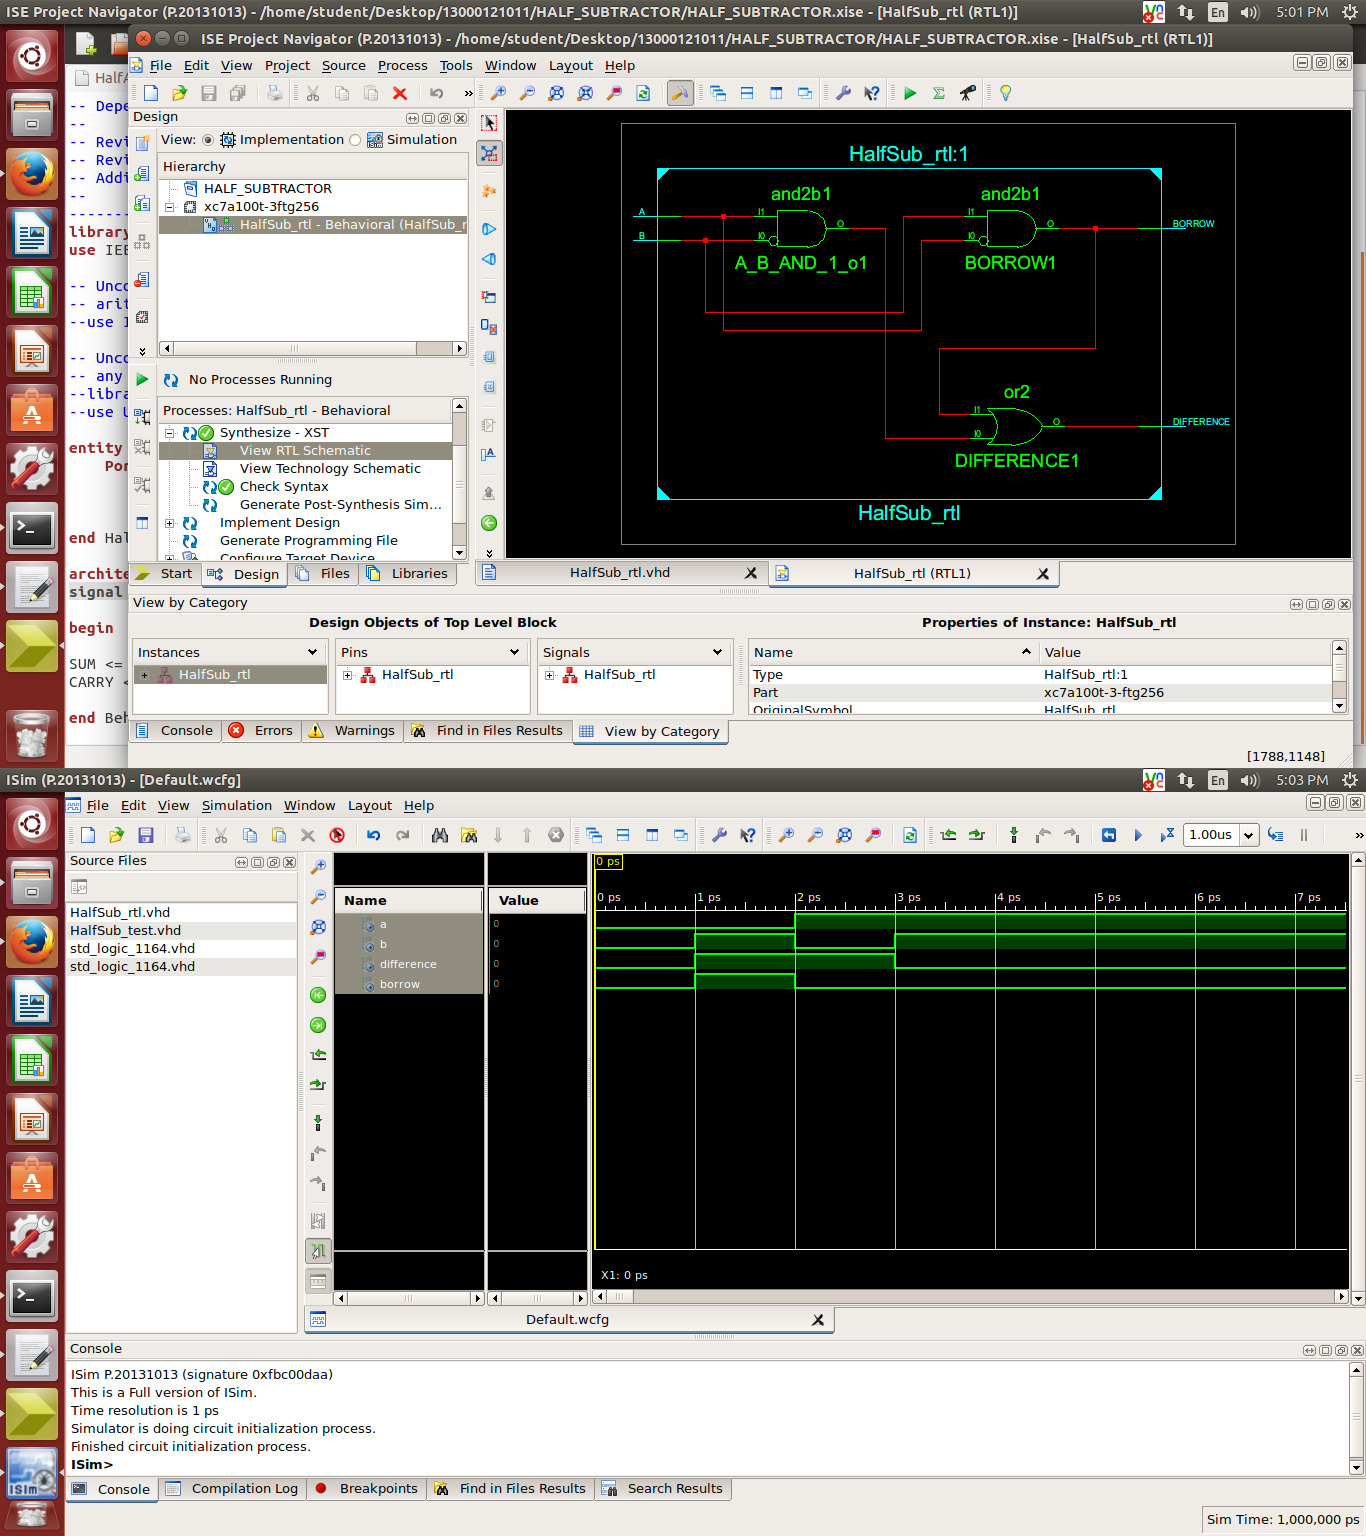 ISE Project Navigator (P.20131013) - /home/student/Desktop/13000121011/HALF_SUBTRACTOR/HALF_SUBTRACTOR.xise - [HalfSub_rtl (RTL1)]
En 5:01 PM
ISE Project Navigator (P.20131013) - /home/student/Desktop/13000121011/HALF_SUBTRACTOR/HALF_SUBTRACTOR.xise - [HalfSub_rtl (RTL1)]
File Edit View Project Source Process Tools Window Layout Help
HalfA
-- Depe
--
-- Revi
-- Revi
-- Addi
--
--------
library
use IEE
-- Unco
-- arit
--use I
-- Unco
-- any
--libra
--use U
entity
Por
end Hal
archite
signal
begin
SUM <=
CARRY <
end Beh
Design
View: Implementation Simulation
Hierarchy
HALF_SUBTRACTOR
xc7a100t-3ftg256
HalfSub_rtl - Behavioral (HalfSub_r
No Processes Running
Processes: HalfSub_rtl - Behavioral
Synthesize - XST
View RTL Schematic
View Technology Schematic
Check Syntax
Generate Post-Synthesis Sim...
Implement Design
Generate Programming File
Configure Target Device
Start Design Files Libraries
HalfSub_rtl:1
and2b1 and2b1
A I1 O I1 O BORROW
B I0 I0
A_B_AND_1_o1 BORROW1
or2
I1 O DIFFERENCE
I0
DIFFERENCE1
HalfSub_rtl
HalfSub_rtl.vhd HalfSub_rtl (RTL1)
View by Category
Design Objects of Top Level Block Properties of Instance: HalfSub_rtl
Instances Pins Signals Name Value
HalfSub_rtl HalfSub_rtl HalfSub_rtl Type HalfSub_rtl:1
Part xc7a100t-3-ftg256
OriginalSymbol HalfSub_rtl
Console Errors Warnings Find in Files Results View by Category
[1788,1148]
ISim (P.20131013) - [Default.wcfg]
En 5:03 PM
File Edit View Simulation Window Layout Help
1.00us
Source Files
HalfSub_rtl.vhd
HalfSub_test.vhd
std_logic_1164.vhd
std_logic_1164.vhd
0 ps
Name Value 0 ps 1 ps 2 ps 3 ps 4 ps 5 ps 6 ps 7 ps
a 0
b 0
difference 0
borrow 0
X1: 0 ps
Default.wcfg
Console
ISim P.20131013 (signature 0xfbc00daa)
This is a Full version of ISim.
Time resolution is 1 ps
Simulator is doing circuit initialization process.
Finished circuit initialization process.
ISim>
Console Compilation Log Breakpoints Find in Files Results Search Results
ISim
Sim Time: 1,000,000 ps